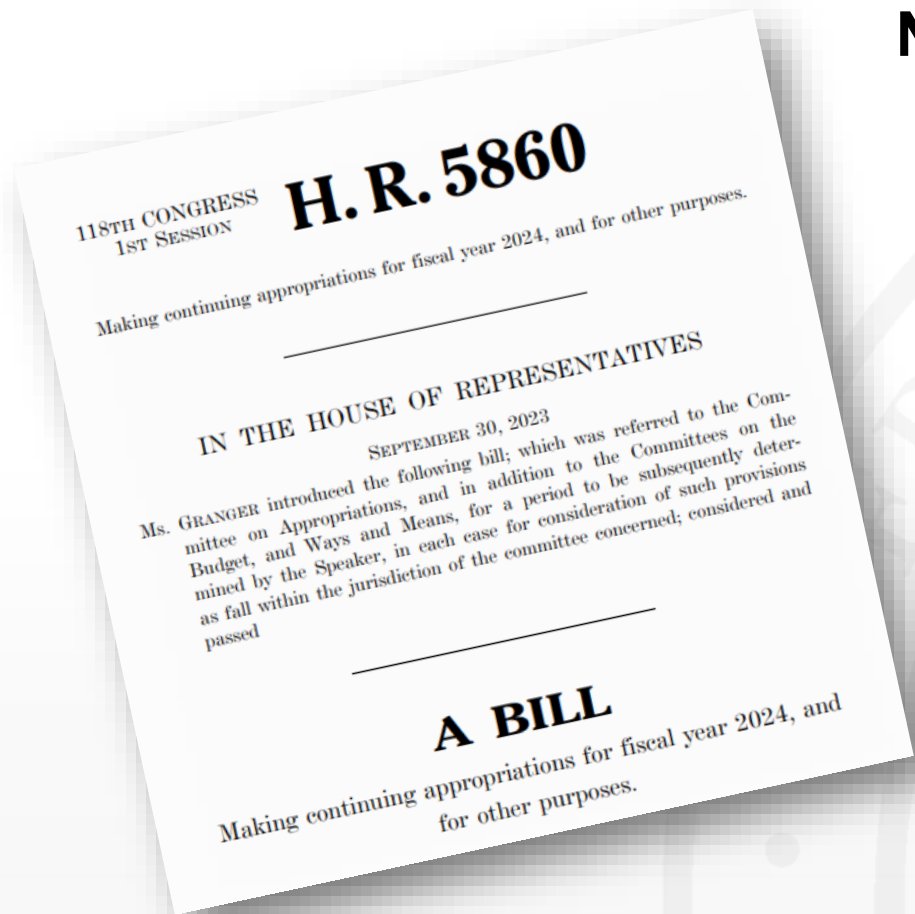 N
118TH CONGRESS
1ST SESSION
H. R. 5860
Making continuing appropriations for fiscal year 2024, and for other purposes.
IN THE HOUSE OF REPRESENTATIVES
SEPTEMBER 30, 2023
Ms. GRANGER introduced the following bill; which was referred to the Com-
mittee on Appropriations, and in addition to the Committees on the
Budget, and Ways and Means, for a period to be subsequently deter-
mined by the Speaker, in each case for consideration of such provisions
as fall within the jurisdiction of the committee concerned; considered and
passed
A BILL
Making continuing appropriations for fiscal year 2024, and
for other purposes.